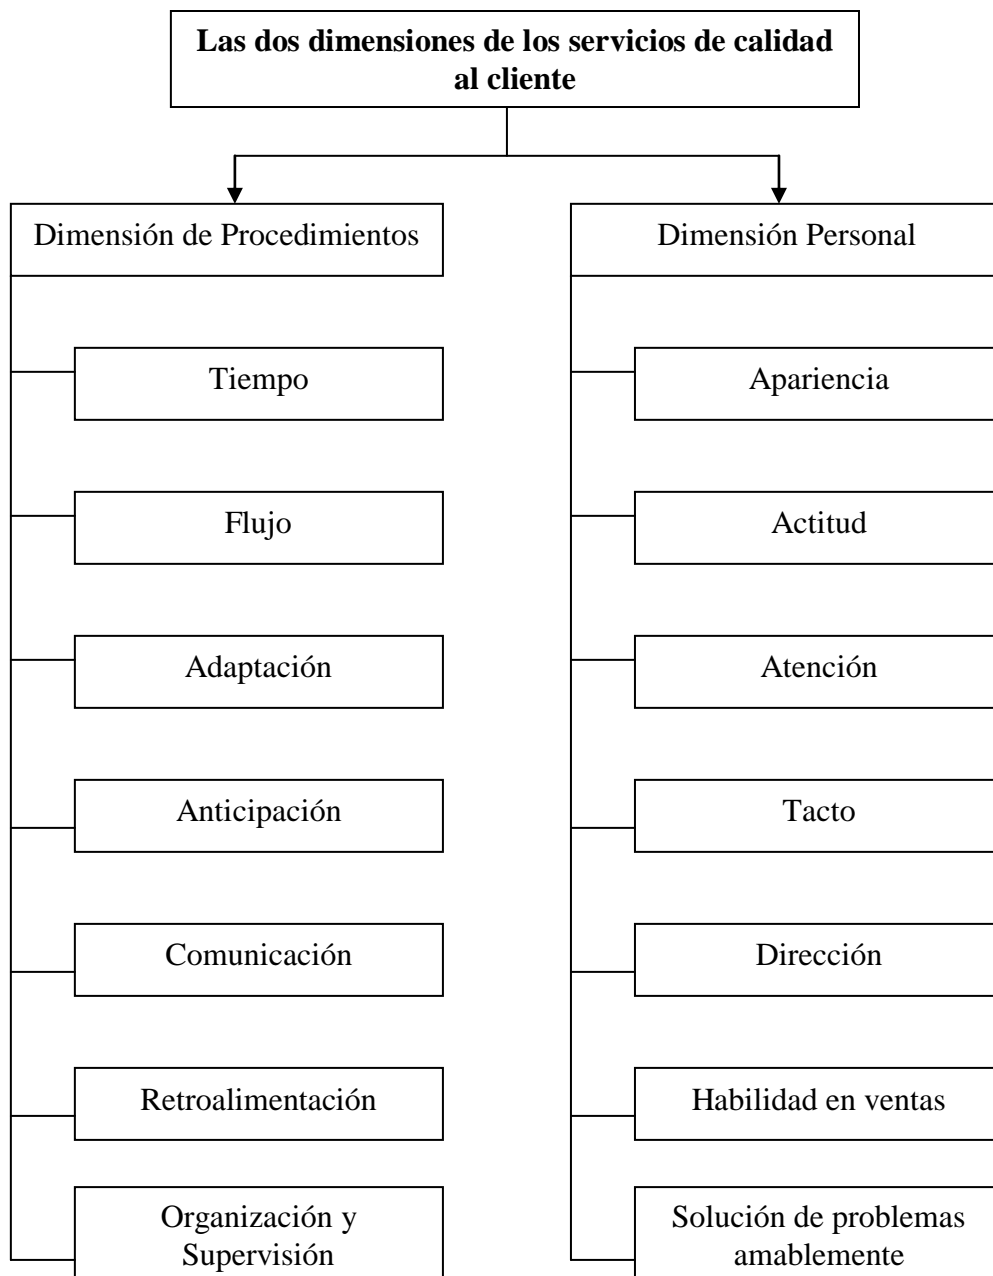 Las dos dimensiones de los servicios de calidad
al cliente
Dimensión de Procedimientos
Tiempo
Flujo
Adaptación
Anticipación
Comunicación
Retroalimentación
Organización y
Supervisión
Dimensión Personal
Apariencia
Actitud
Atención
Tacto
Dirección
Habilidad en ventas
Solución de problemas
amablemente